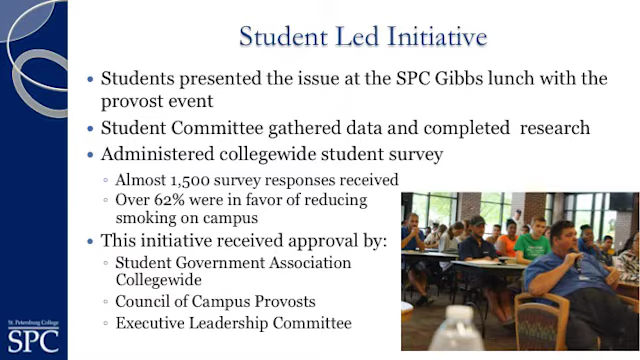 Student Led Initiative
Students presented the issue at the SPC Gibbs lunch with the
provost event
Student Committee gathered data and completed research
Administered collegewide student survey
Almost 1,500 survey responses received
Over 62% were in favor of reducing
smoking on campus
This initiative received approval by:
Student Government Association
Collegewide
Council of Campus Provosts
Executive Leadership Committee
St. Petersburg College
SPC